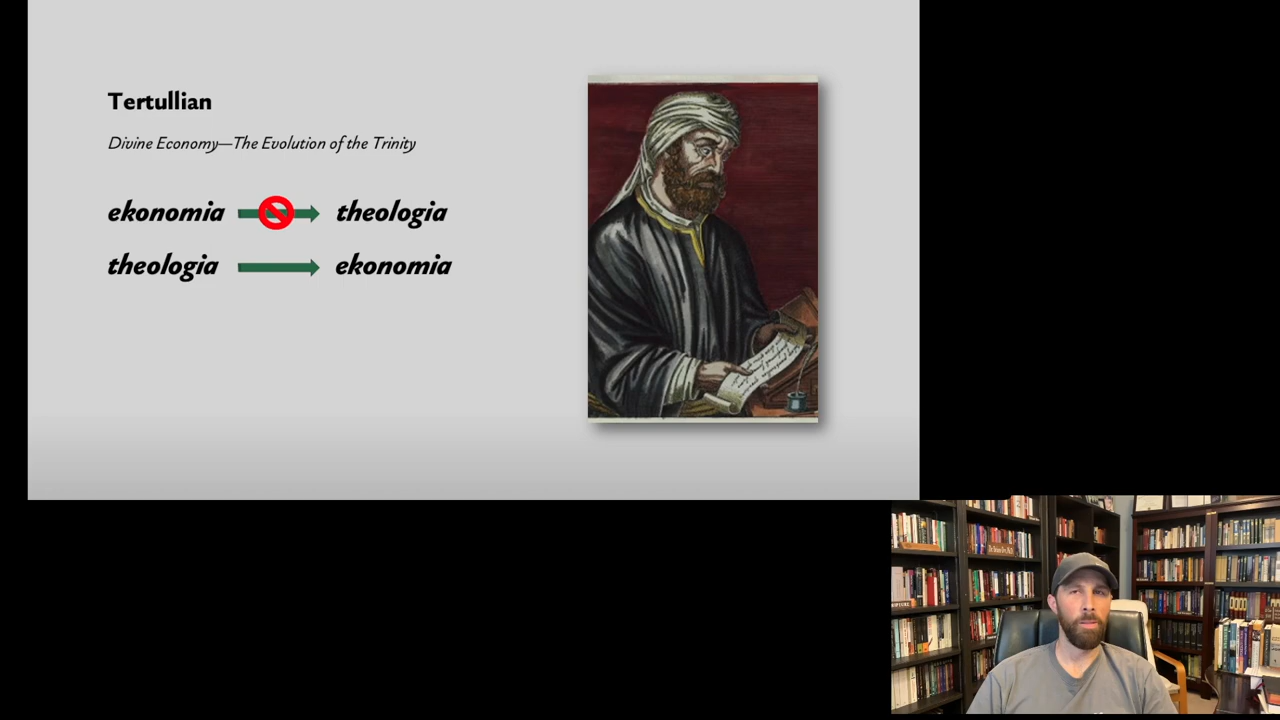 Tertullian
Divine Economy—The Evolution of the Trinity
ekonomia theologia
theologia ekonomia